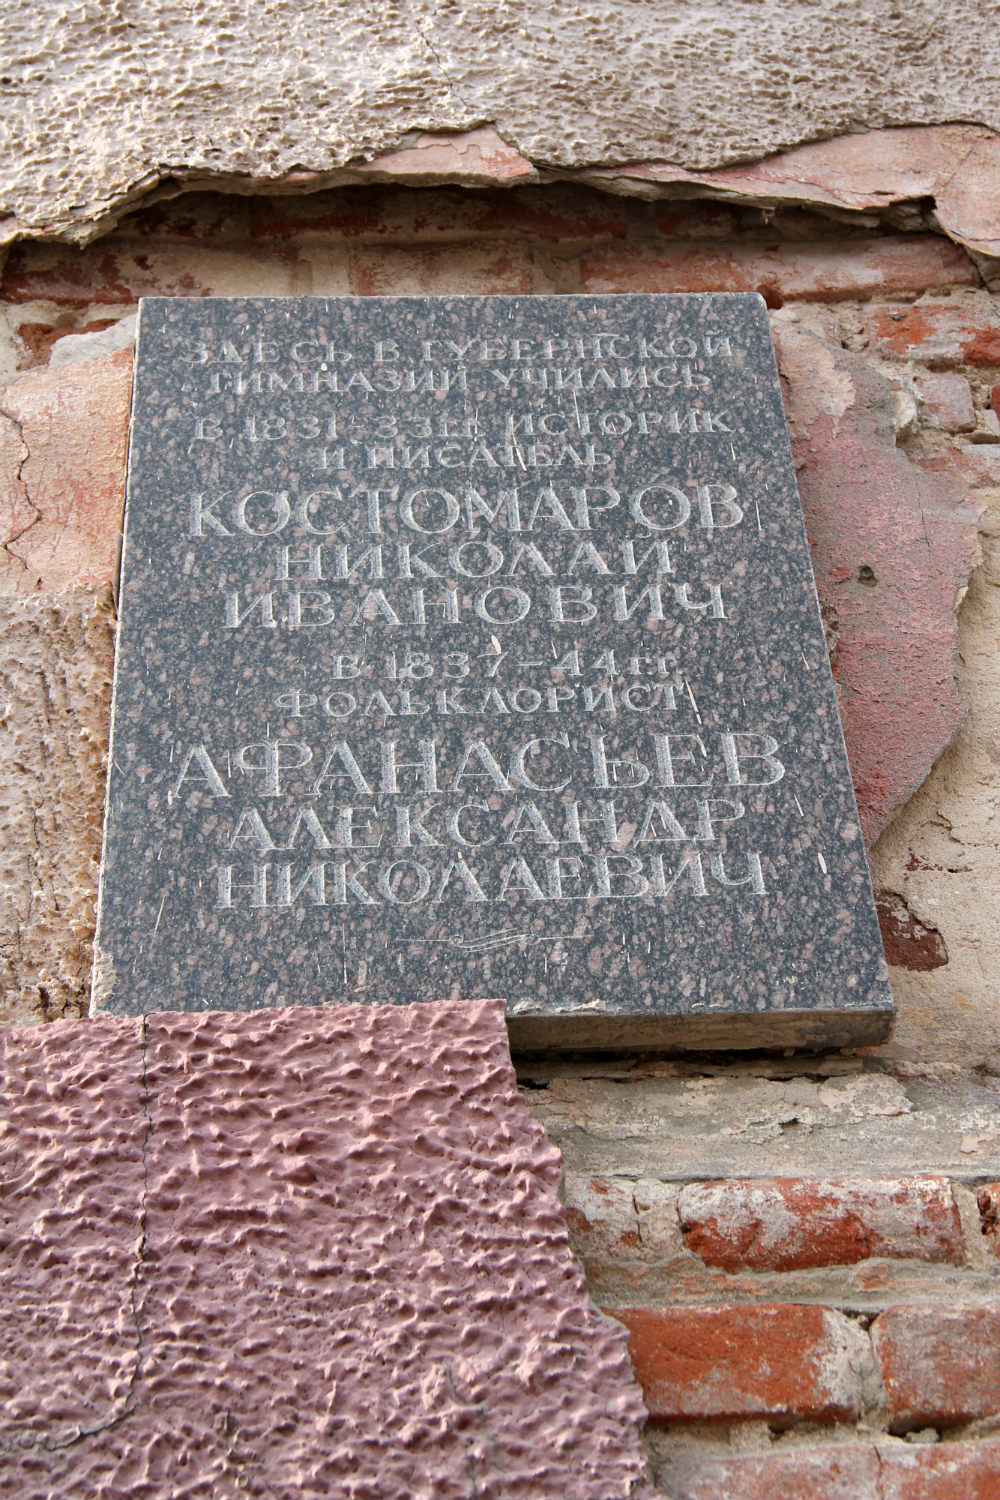 ЗДЕСЬ В ГУБЕРНСКОЙ
ГИМНАЗИИ УЧИЛИСЬ
В 1831-33 гг. ИСТОРИК
И ПИСАТЕЛЬ
КОСТОМАРОВ
НИКОЛАЙ
ИВАНОВИЧ
В 1837-44 гг.
ФОЛЬКЛОРИСТ
АФАНАСЬЕВ
АЛЕКСАНДР
НИКОЛАЕВИЧ